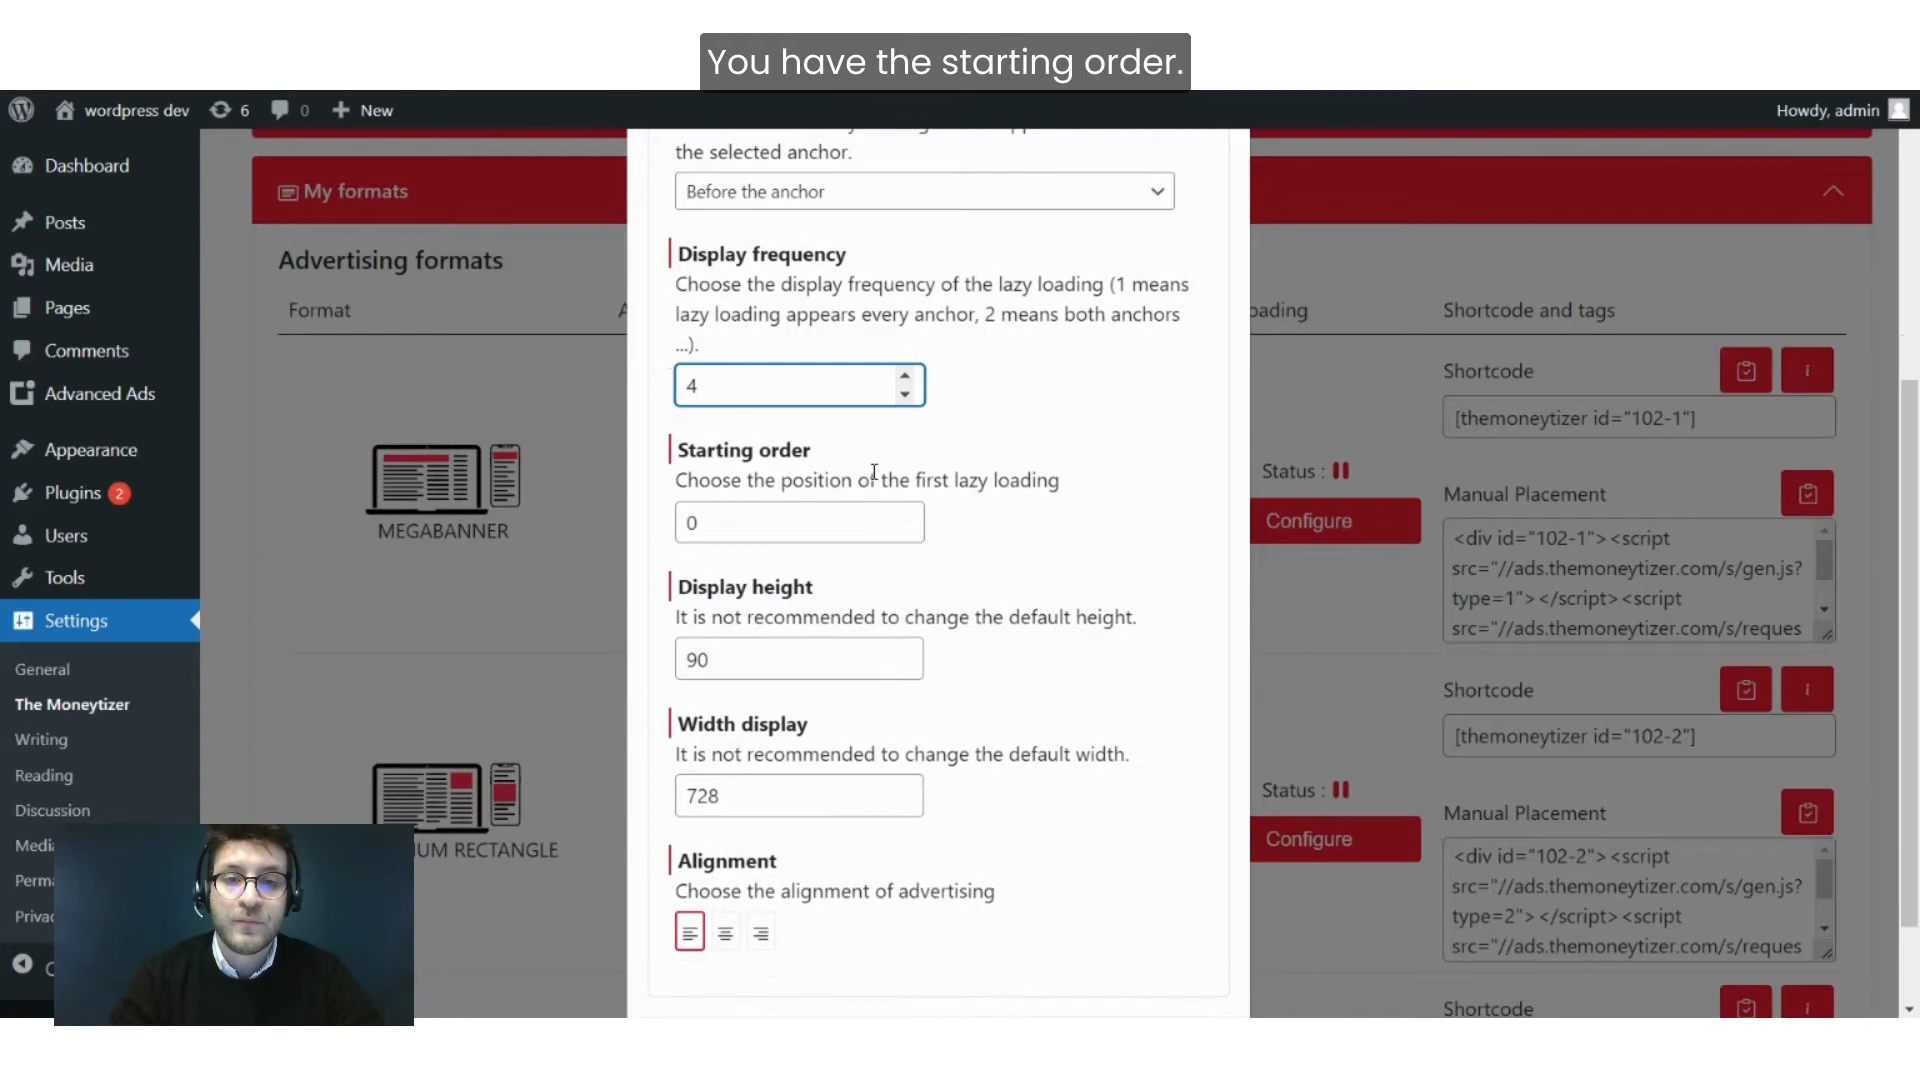 You have the starting order.
wordpress dev
6
0
New
Howdy, admin
Dashboard
Posts
Media
Pages
Comments
Advanced Ads
Appearance
Plugins 2
Users
Tools
Settings
General
The Moneytizer
Writing
Reading
Discussion
My formats
Advertising formats
Format
MEGABANNER
UM RECTANGLE
the selected anchor.
Before the anchor
Display frequency
Choose the display frequency of the lazy loading (1 means
lazy loading appears every anchor, 2 means both anchors
...).
4
Starting order
Choose the position of the first lazy loading
0
Display height
It is not recommended to change the default height.
90
Width display
It is not recommended to change the default width.
728
Alignment
Choose the alignment of advertising
oading
Shortcode and tags
Shortcode
[themoneytizer id="102-1"]
Status :
Configure
Manual Placement
<div id="102-1"><script
src="//ads.themoneytizer.com/s/gen.js?
type=1"></script><script
src="//ads.themoneytizer.com/s/reques
Shortcode
[themoneytizer id="102-2"]
Status :
Configure
Manual Placement
<div id="102-2"><script
src="//ads.themoneytizer.com/s/gen.js?
type=2"></script><script
src="//ads.themoneytizer.com/s/reques
Shortcode